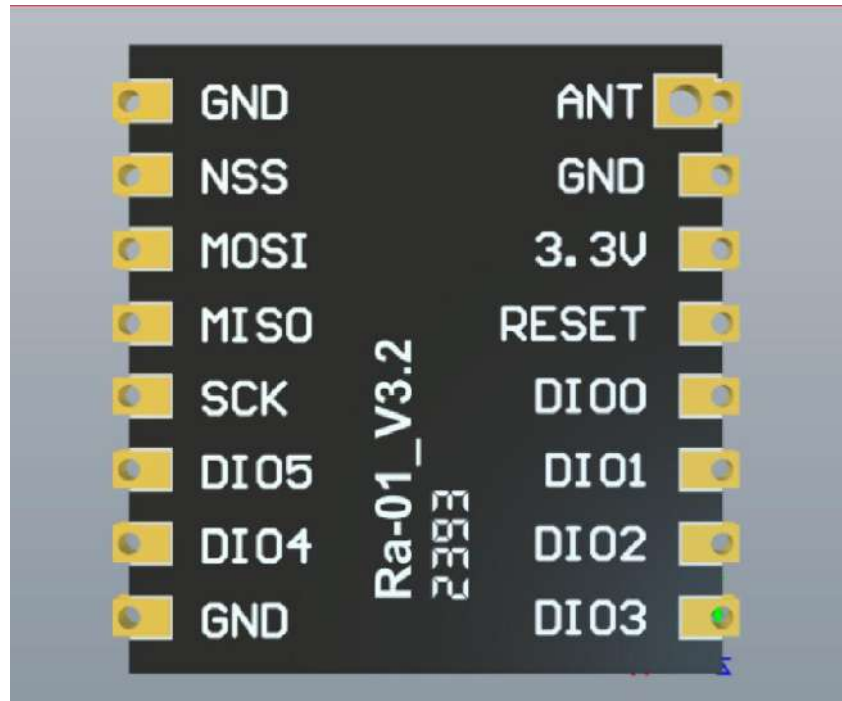 GND ANT
NSS GND
MOSI 3.3V
MISO RESET
SCK DIO0
DIO5 DIO1
DIO4 DIO2
GND DIO3
Ra-01_V3.2
2393
Z